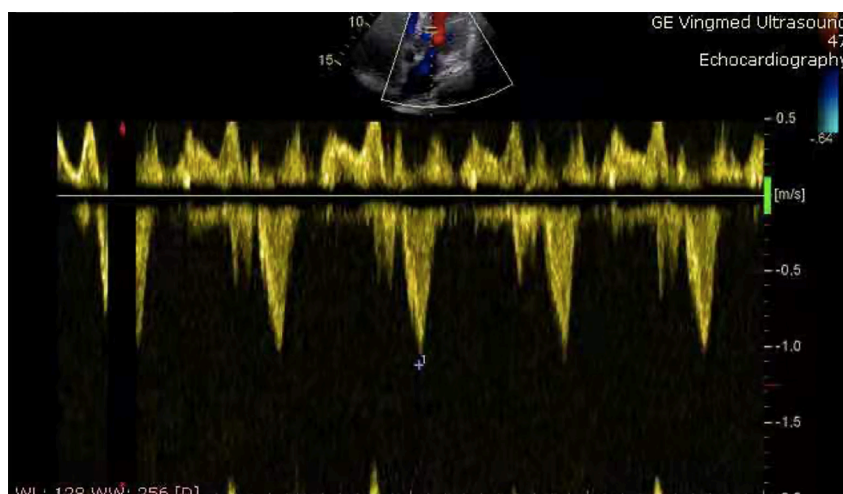 10
GE Vingmed Ultrasound
47
15
Echocardiography
0.5
-.64
[m/s]
-0.5
-1.0
1
-1.5
WL: 128 WW: 256 [D]